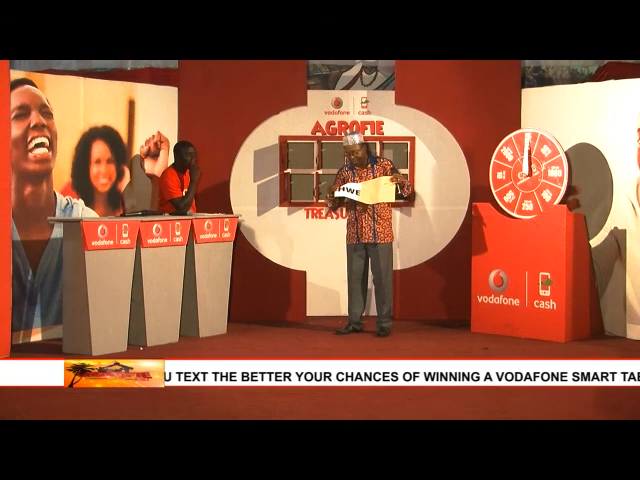 vodafone cash
AGROFIE
TREASU
HWE
vodafone cash
vodafone cash
vodafone cash
vodafone cash
U TEXT THE BETTER YOUR CHANCES OF WINNING A VODAFONE SMART TAB